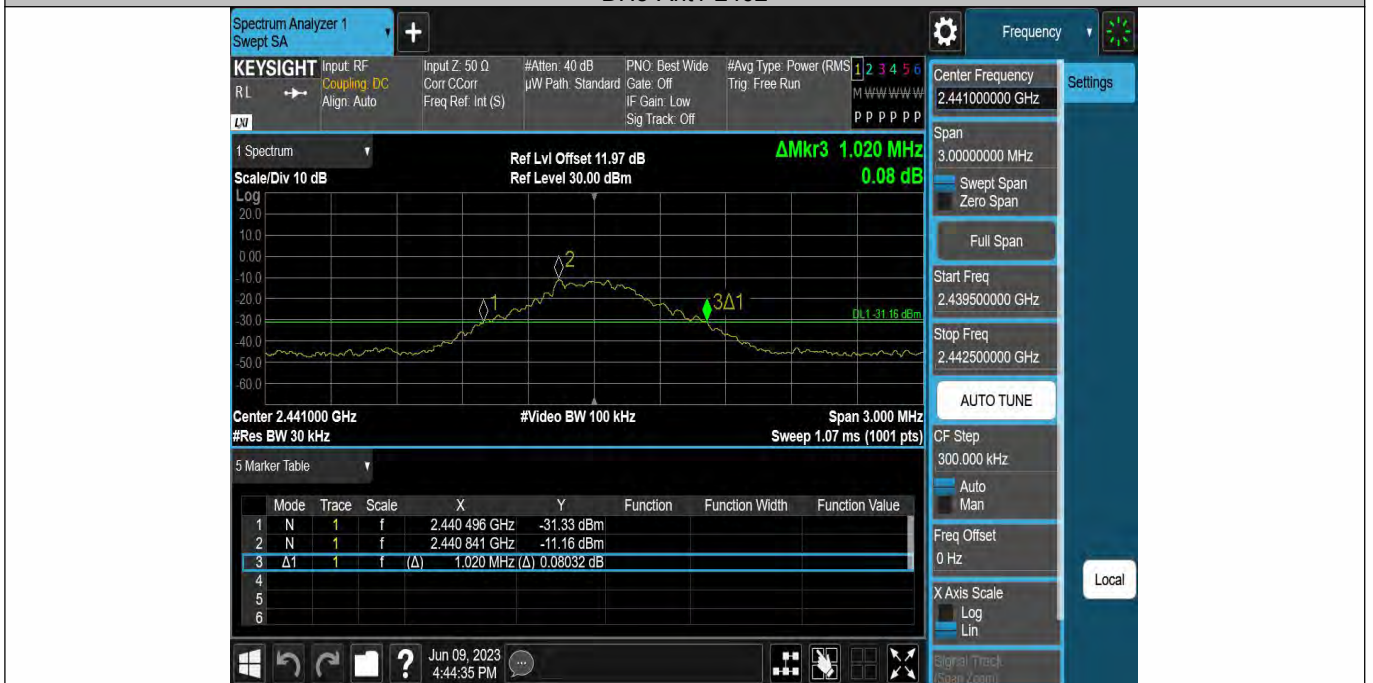 Spectrum Analyzer 1
Swept SA
+
Frequency
KEYSIGHT
RL
LXI
Input: RF
Coupling: DC
Align: Auto
Input Z: 50 Ω
Corr CCorr
Freq Ref: Int (S)
#Atten: 40 dB
µW Path: Standard
PNO: Best Wide
Gate: Off
IF Gain: Low
Sig Track: Off
#Avg Type: Power (RMS
Trig: Free Run
1 2 3 4 5 6
M W W W W W
P P P P P P
1 Spectrum
Scale/Div 10 dB
Ref Lvl Offset 11.97 dB
Ref Level 30.00 dBm
ΔMkr3 1.020 MHz
0.08 dB
Log
20.0
10.0
0.00
-10.0
-20.0
-30.0
-40.0
-50.0
-60.0
1
2
3Δ1
DL1 -31.16 dBm
Center 2.441000 GHz
#Video BW 100 kHz
Span 3.000 MHz
#Res BW 30 kHz
Sweep 1.07 ms (1001 pts)
5 Marker Table
Mode Trace Scale X Y Function Function Width Function Value
1 N 1 f 2.440 496 GHz -31.33 dBm
2 N 1 f 2.440 841 GHz -11.16 dBm
3 Δ1 1 f (Δ) 1.020 MHz (Δ) 0.08032 dB
4
5
6
?
Jun 09, 2023
4:44:35 PM
Center Frequency
2.441000000 GHz
Settings
Span
3.00000000 MHz
Swept Span
Zero Span
Full Span
Start Freq
2.439500000 GHz
Stop Freq
2.442500000 GHz
AUTO TUNE
CF Step
300.000 kHz
Auto
Man
Freq Offset
0 Hz
X Axis Scale
Log
Lin
Signal Track
(Span Zoom)
Local